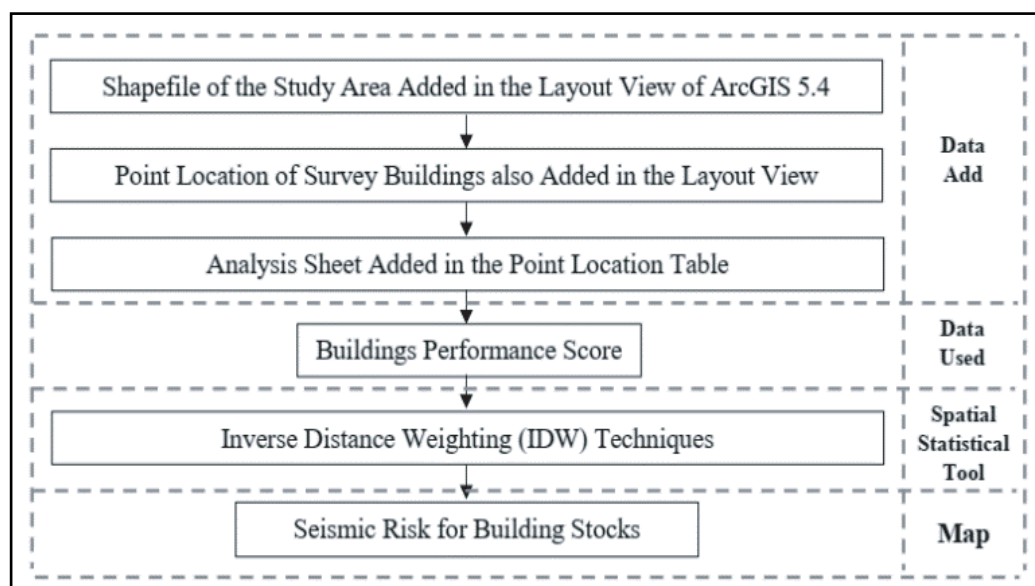 Shapefile of the Study Area Added in the Layout View of ArcGIS 5.4
Point Location of Survey Buildings also Added in the Layout View
Analysis Sheet Added in the Point Location Table
Data
Add
Buildings Performance Score
Data
Used
Inverse Distance Weighting (IDW) Techniques
Spatial
Statistical
Tool
Seismic Risk for Building Stocks
Map